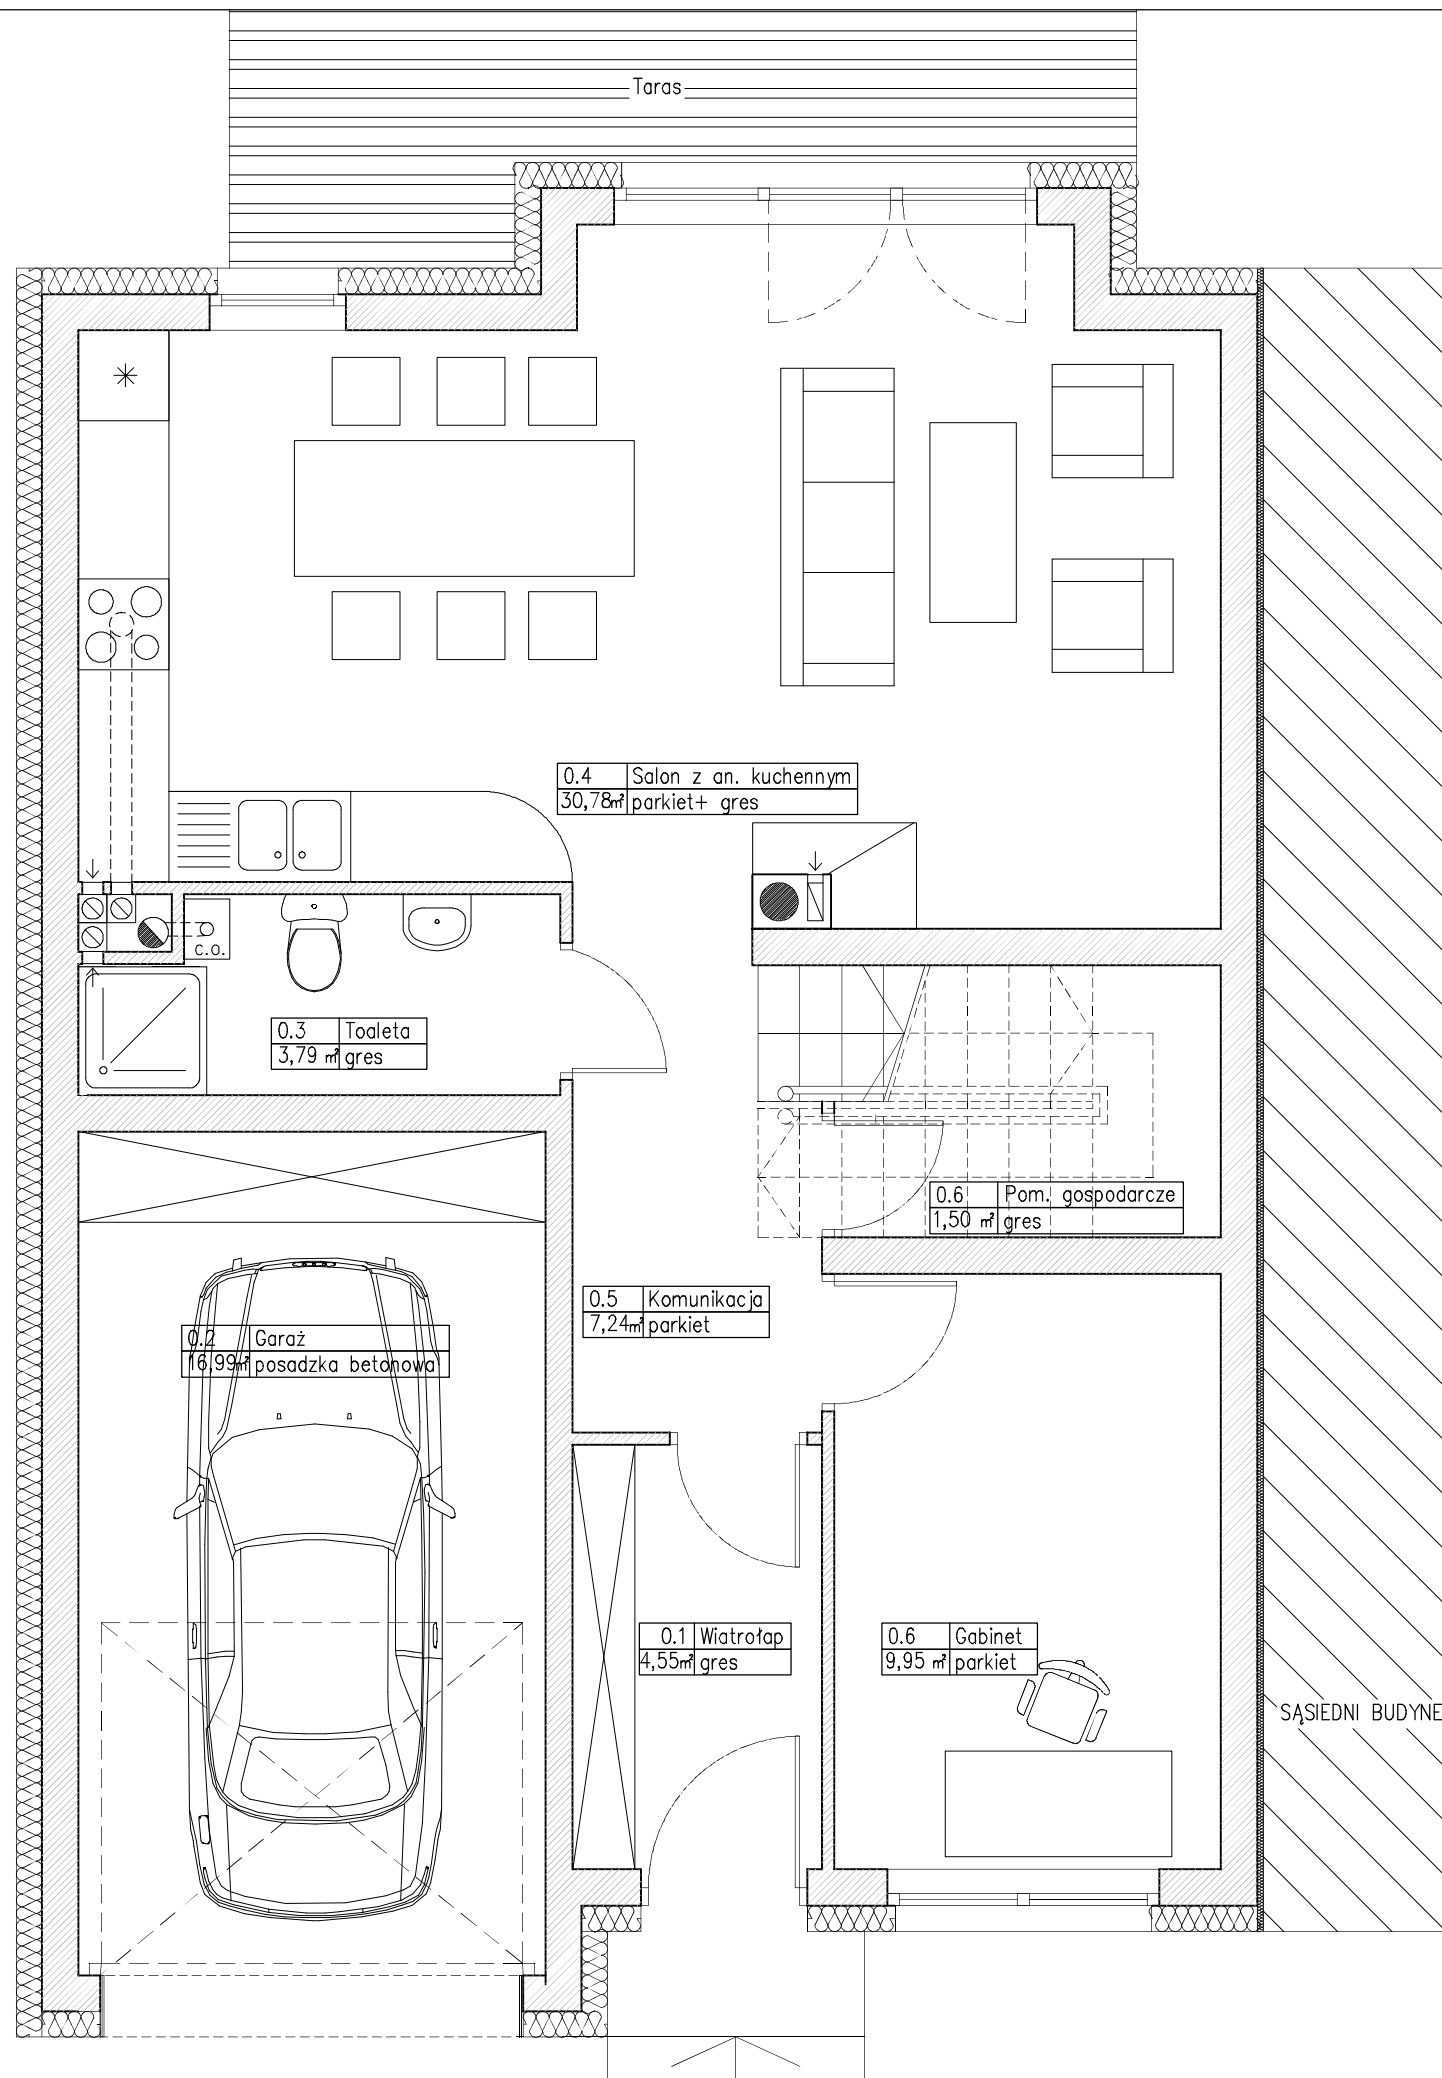 Taras
0.4 Salon z an. kuchennym
30,78m² parkiet+ gres
c.o.
0.3 Toaleta
3,79 m² gres
0.6 Pom. gospodarcze
1,50 m² gres
0.5 Komunikacja
7,24m² parkiet
0.2 Garaż
16,99m² posadzka betonowa
0.1 Wiatrołap
4,55m² gres
0.6 Gabinet
9,95 m² parkiet
SĄSIEDNI BUDYNE